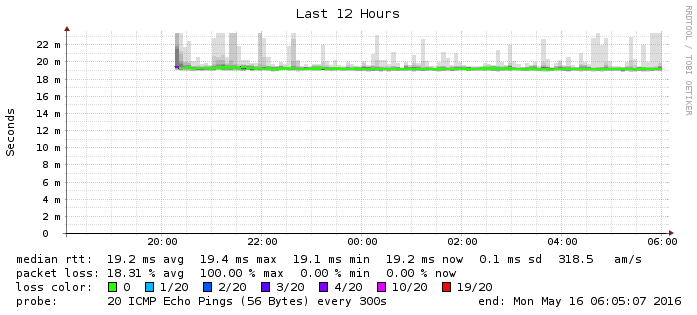 Last 12 Hours
RRDTOOL / TOBI OETIKER
Seconds
22 m
20 m
18 m
16 m
14 m
12 m
10 m
8 m
6 m
4 m
2 m
0
20:00 22:00 00:00 02:00 04:00 06:00
median rtt: 19.2 ms avg 19.4 ms max 19.1 ms min 19.2 ms now 0.1 ms sd 318.5 am/s
packet loss: 18.31 % avg 100.00 % max 0.00 % min 0.00 % now
loss color: 0 1/20 2/20 3/20 4/20 10/20 19/20
probe: 20 ICMP Echo Pings (56 Bytes) every 300s end: Mon May 16 06:05:07 2016